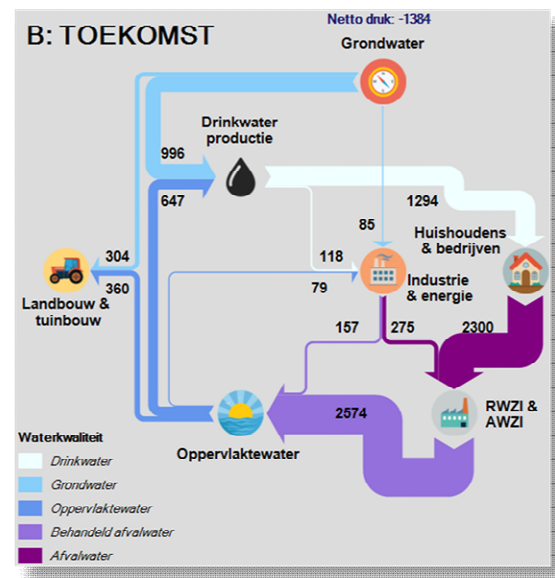 B: TOEKOMST
Netto druk: -1384
Grondwater
Drinkwater
productie
996
647
1294
85
Huishoudens
& bedrijven
304
360
118
79
Industrie
& energie
Landbouw &
tuinbouw
157
275
2300
2574
RWZI &
AWZI
Oppervlaktewater
Waterkwaliteit
Drinkwater
Grondwater
Oppervlaktewater
Behandeld afvalwater
Afvalwater